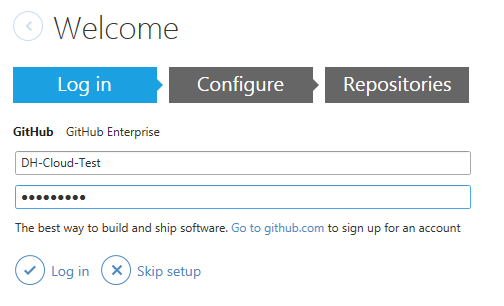 Welcome
Log in Configure Repositories
GitHub GitHub Enterprise
DH-Cloud-Test
●●●●●●●●●
The best way to build and ship software. Go to github.com to sign up for an account
Log in Skip setup